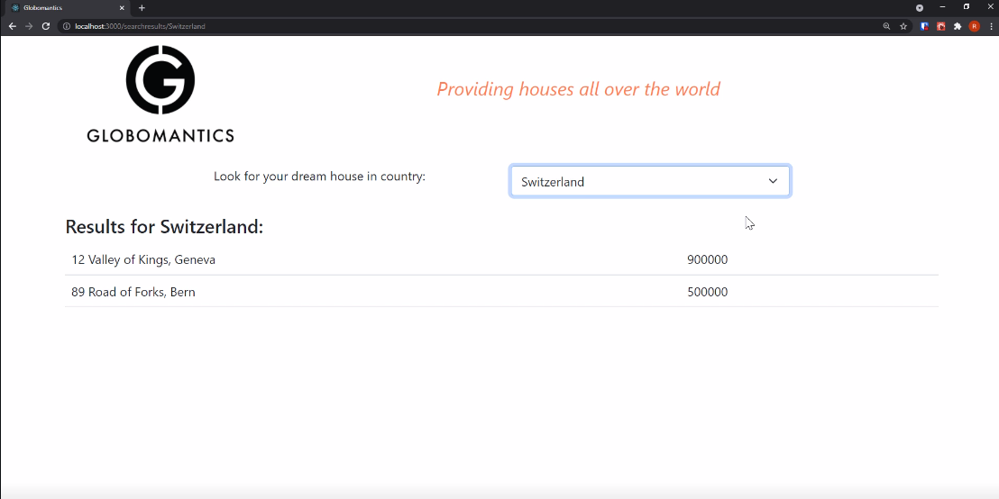 Globomantics
localhost:3000/searchresults/Switzerland
R
G
GLOBOMANTICS
Providing houses all over the world
Look for your dream house in country:
Switzerland
Results for Switzerland:
12 Valley of Kings, Geneva 900000
89 Road of Forks, Bern 500000